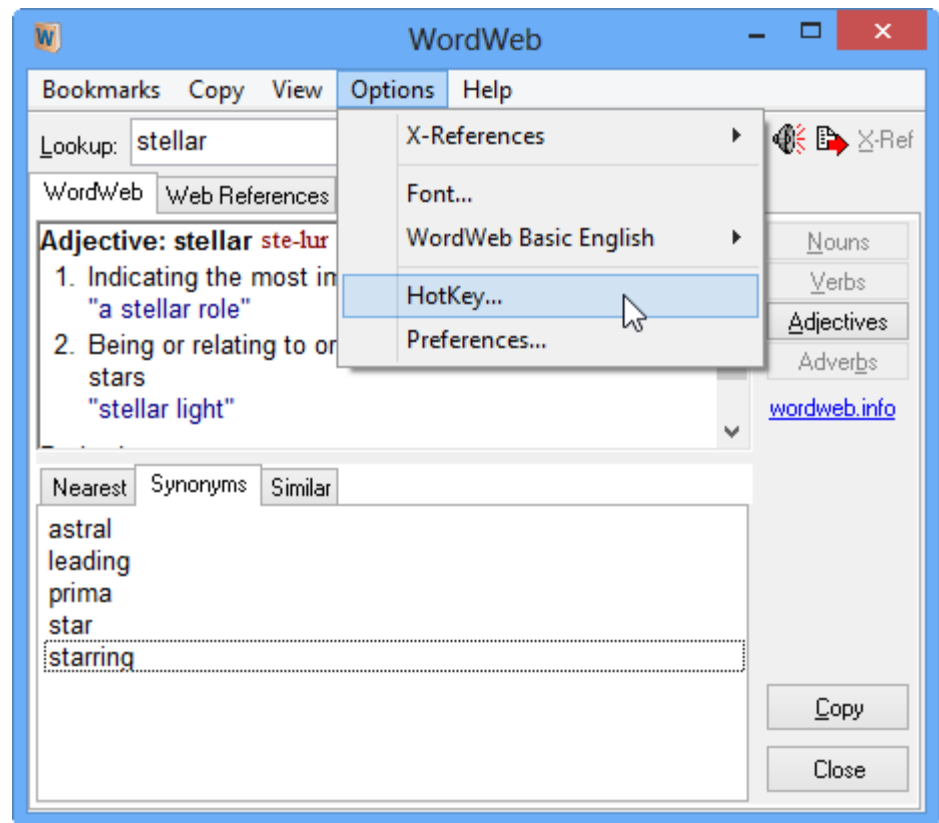 W WordWeb
Bookmarks Copy View Options Help
Lookup: stellar X-Ref
X-References
Font...
WordWeb Basic English
HotKey...
Preferences...
WordWeb Web References
Adjective: stellar ste-lur
1. Indicating the most im
"a stellar role"
2. Being or relating to or
stars
"stellar light"
Nouns
Verbs
Adjectives
Adverbs
wordweb.info
Nearest Synonyms Similar
astral
leading
prima
star
starring
Copy
Close